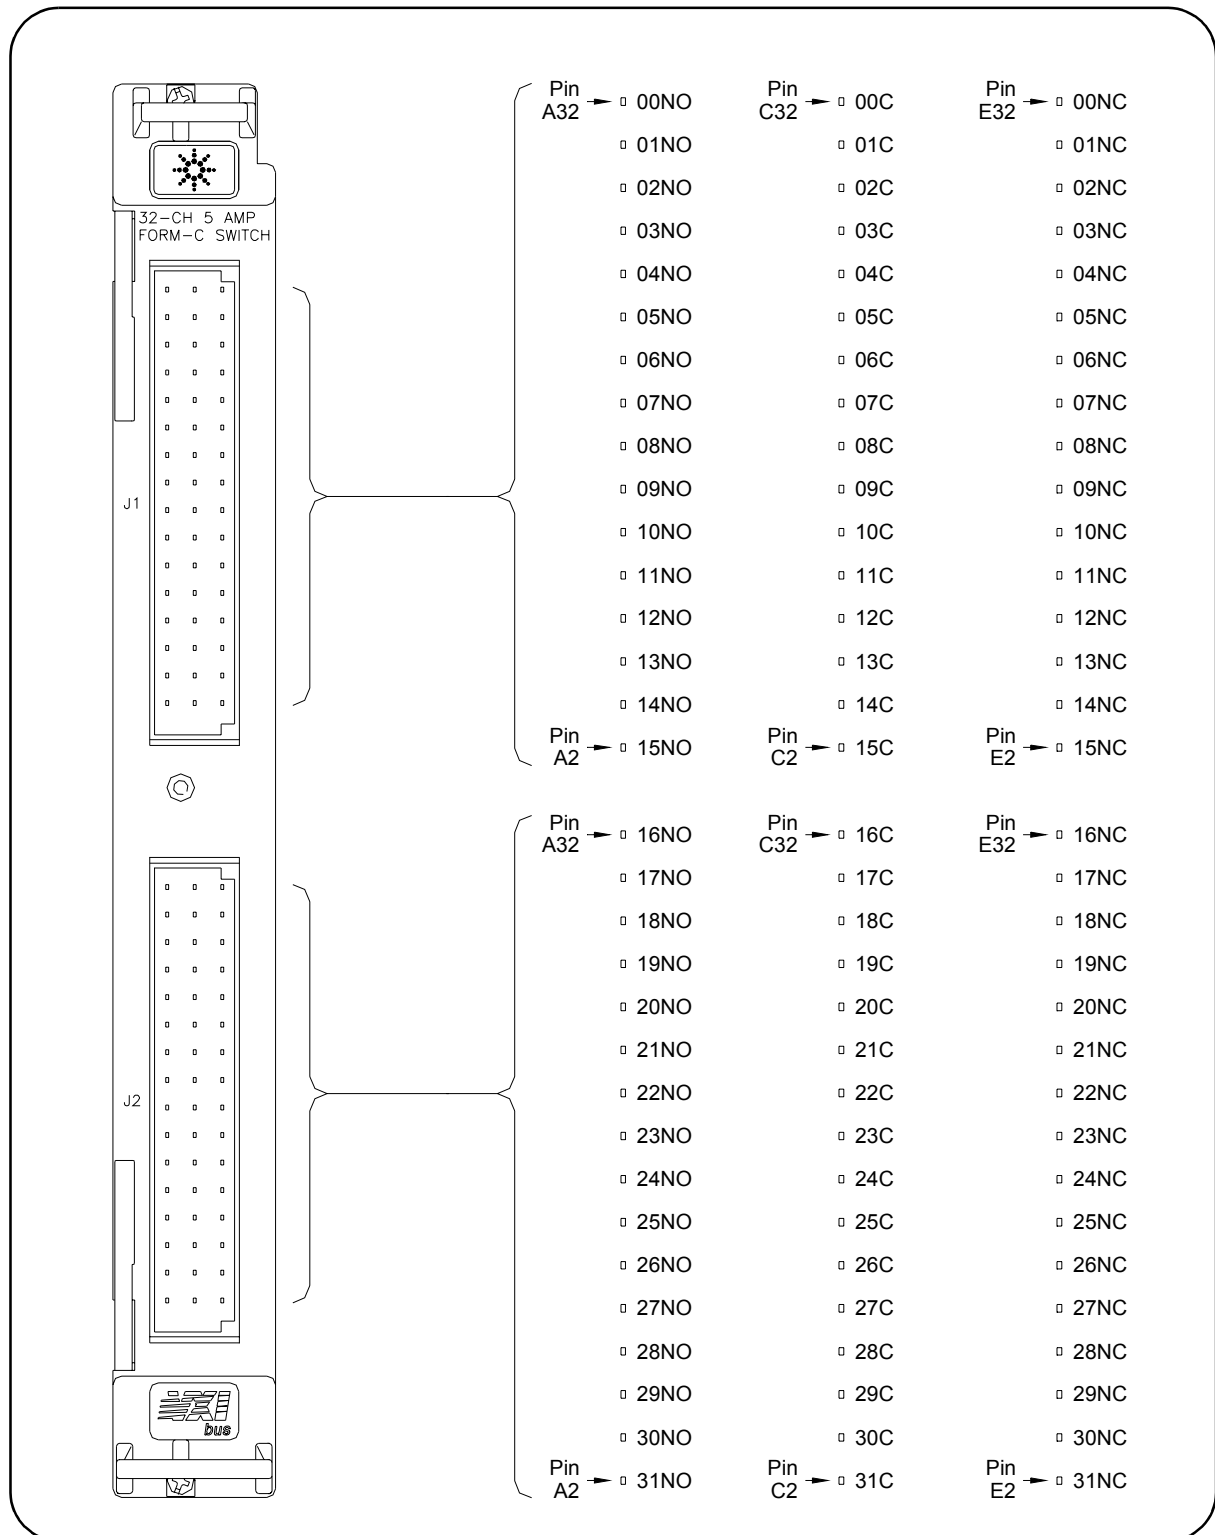 32-CH 5 AMP
FORM-C SWITCH
J1
J2
VXI
bus
Pin A32 00NO Pin C32 00C Pin E32 00NC
01NO 01C 01NC
02NO 02C 02NC
03NO 03C 03NC
04NO 04C 04NC
05NO 05C 05NC
06NO 06C 06NC
07NO 07C 07NC
08NO 08C 08NC
09NO 09C 09NC
10NO 10C 10NC
11NO 11C 11NC
12NO 12C 12NC
13NO 13C 13NC
14NO 14C 14NC
Pin A2 15NO Pin C2 15C Pin E2 15NC
Pin A32 16NO Pin C32 16C Pin E32 16NC
17NO 17C 17NC
18NO 18C 18NC
19NO 19C 19NC
20NO 20C 20NC
21NO 21C 21NC
22NO 22C 22NC
23NO 23C 23NC
24NO 24C 24NC
25NO 25C 25NC
26NO 26C 26NC
27NO 27C 27NC
28NO 28C 28NC
29NO 29C 29NC
30NO 30C 30NC
Pin A2 31NO Pin C2 31C Pin E2 31NC